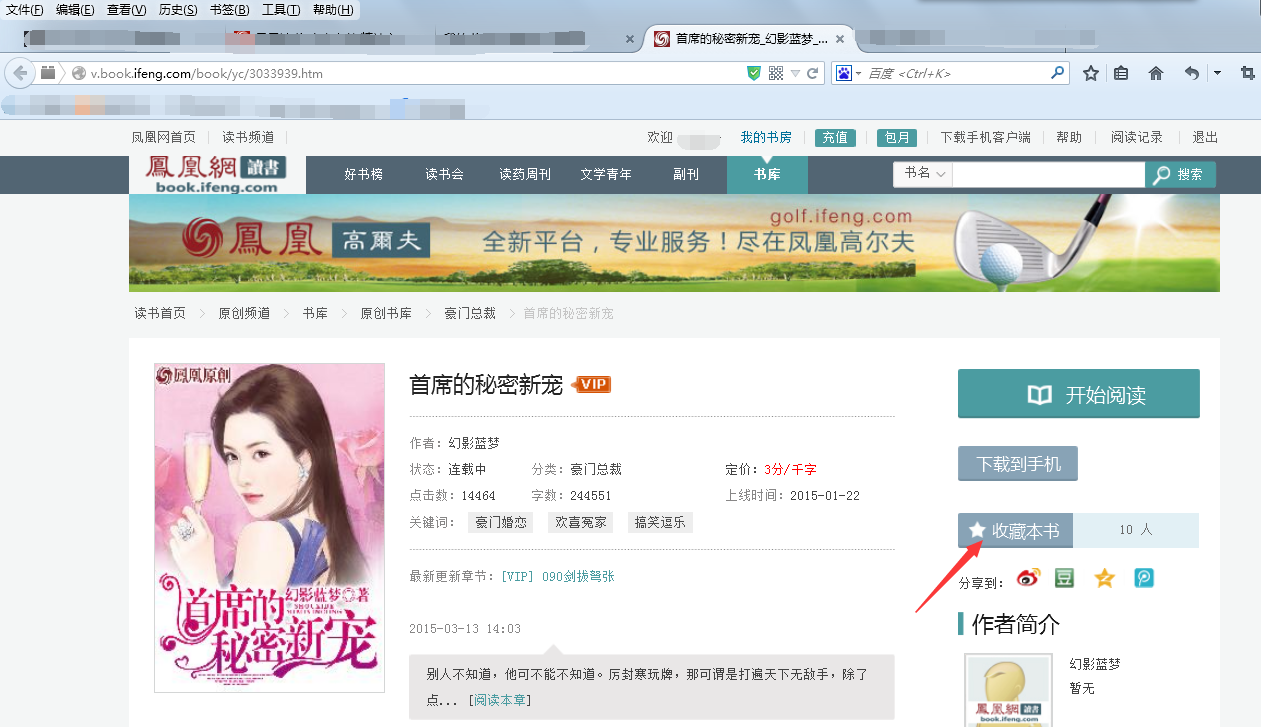 文件(F) 编辑(E) 查看(V) 历史(S) 书签(B) 工具(T) 帮助(H)
首席的秘密新宠_幻影蓝梦_...
v.book.ifeng.com/book/yc/3033939.htm
百度 <Ctrl+K>
凤凰网首页 读书频道 欢迎 我的书房 充值 包月 下载手机客户端 帮助 阅读记录 退出
鳳凰網 讀書
book.ifeng.com
好书榜 读书会 读药周刊 文学青年 副刊 书库 书名 搜索
golf.ifeng.com
鳳凰 高爾夫 全新平台，专业服务！尽在凤凰高尔夫
读书首页 原创频道 书库 原创书库 豪门总裁 首席的秘密新宠
鳳凰原創
幻影蓝梦◎著
首席的
秘密新宠
首席的秘密新宠 VIP
作者：幻影蓝梦
状态：连载中 分类：豪门总裁 定价：3分/千字
点击数：14464 字数：244551 上线时间：2015-01-22
关键词： 豪门婚恋 欢喜冤家 搞笑逗乐
最新更新章节：[VIP] 090剑拔弩张
2015-03-13 14:03
别人不知道，他可不能不知道。厉封寒玩牌，那可谓是打遍天下无敌手，除了
点... [阅读本章]
开始阅读
下载到手机
收藏本书 10 人
分享到：
豆
作者简介
幻影蓝梦
暂无
鳳凰網 讀書
book.ifeng.com